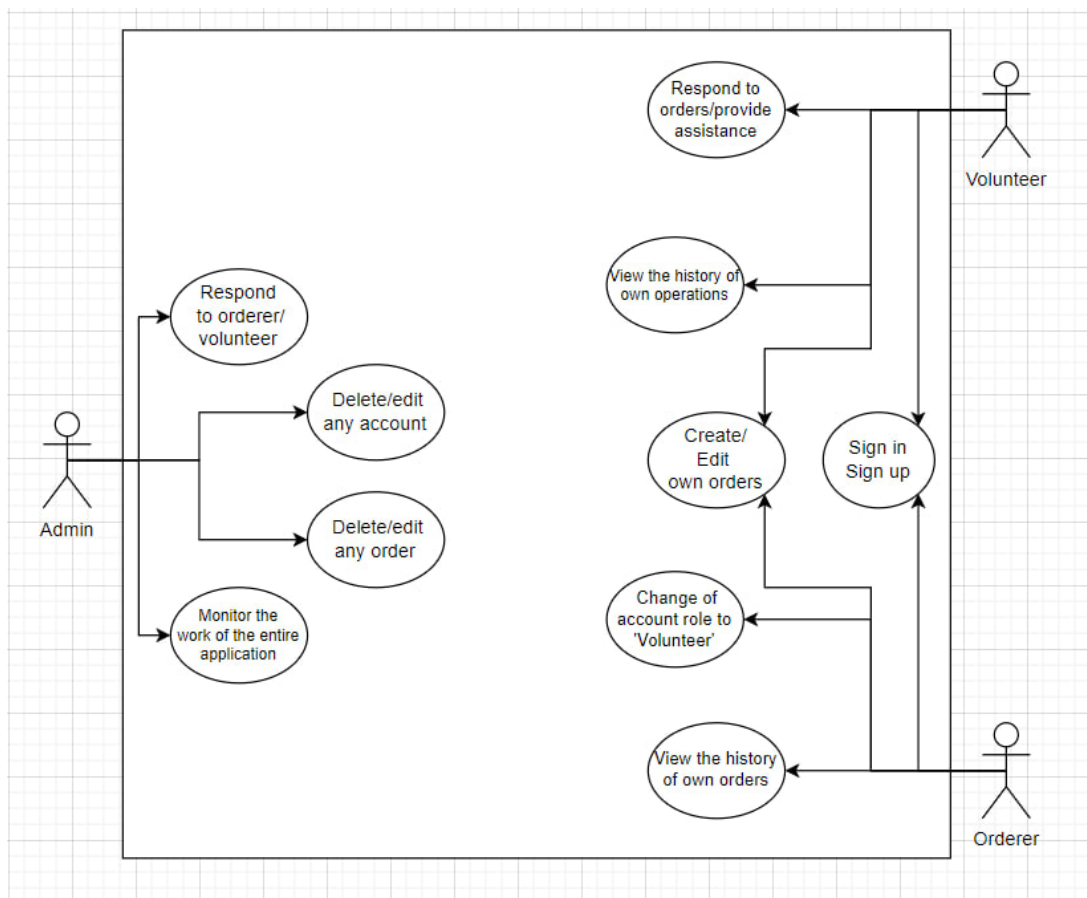 Respond to
orders/provide
assistance
Volunteer
View the history of
own operations
Respond
to orderer/
volunteer
Delete/edit
any account
Create/
Edit
own orders
Sign in
Sign up
Admin
Delete/edit
any order
Monitor the
work of the entire
application
Change of
account role to
'Volunteer'
View the history
of own orders
Orderer